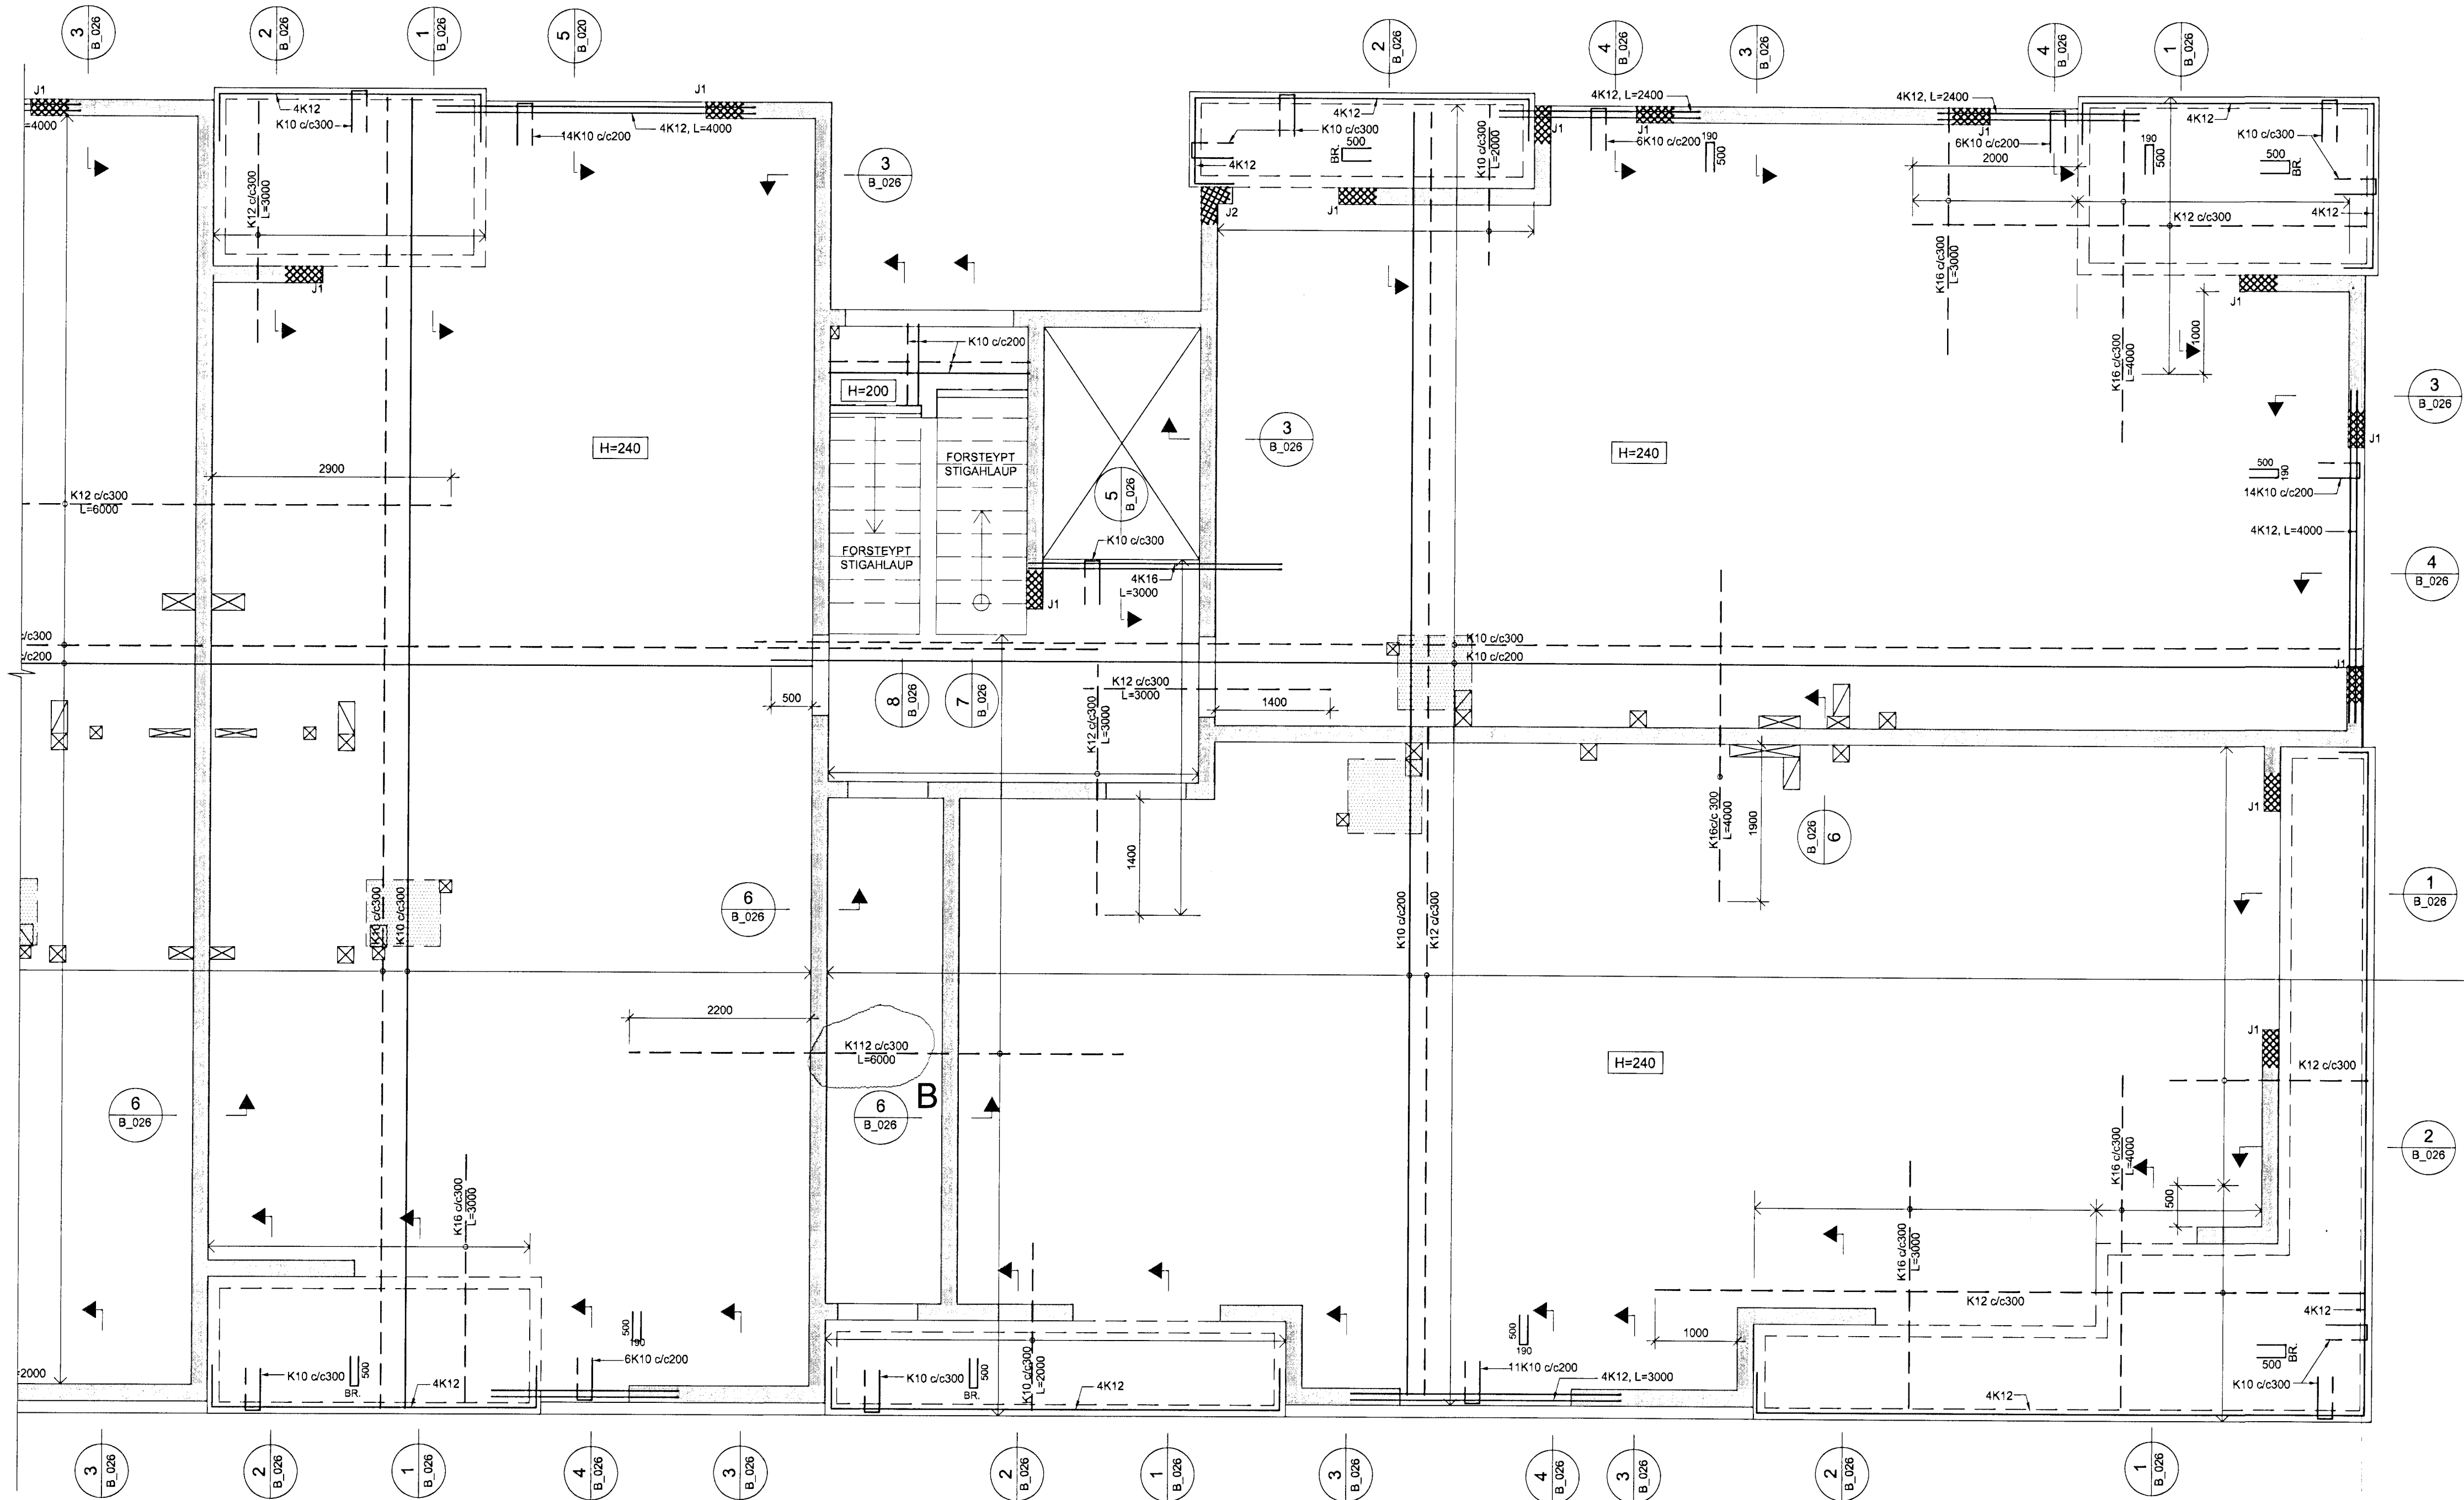 3
B_026
2
B_026
1
B_026
5
B_020
2
B_026
4
B_026
3
B_026
4
B_026
1
B_026
J1
=4000
4K12
K10 c/c300
J1
14K10 c/c200
4K12, L=4000
3
B_026
K12 c/c300
L=3000
J1
4K12
K10 c/c300
500
BR.
4K12
K10 c/c300
L=2000
J2
J1
4K12, L=2400
J1
J1
6K10 c/c200
190
500
4K12, L=2400
J1
6K10 c/c200
2000
4K12
190
500
K10 c/c300
500
BR.
4K12
K12 c/c300
K16 c/c300
L=3000
K16 c/c300
L=4000
J1
1000
K10 c/c200
H=200
H=240
FORSTEYPT
STIGAHLAUP
FORSTEYPT
STIGAHLAUP
5
B_026
3
B_026
H=240
3
B_026
J1
500
190
14K10 c/c200
4K12, L=4000
4
B_026
2900
K12 c/c300
L=6000
K10 c/c300
4K16
L=3000
J1
c/c300
c/c200
K10 c/c300
K10 c/c200
J1
500
8
B_026
7
B_026
K12 c/c300
L=3000
1400
K12 c/c300
L=3000
1400
K16c/c 300
L=4000
1900
6
B_026
J1
K10 c/c300
K10 c/c300
6
B_026
K10 c/c200
K12 c/c300
1
B_026
2200
K112 c/c300
L=6000
B
6
B_026
6
B_026
H=240
J1
K12 c/c300
2
B_026
K16 c/c300
L=4000
500
K16 c/c300
L=3000
K16 c/c300
L=3000
K12 c/c300
4K12
1000
=2000
K10 c/c300
500
BR.
4K12
500
190
6K10 c/c200
K10 c/c300
500
BR.
K10 c/c300
L=2000
4K12
500
190
11K10 c/c200
4K12, L=3000
4K12
500
BR.
K10 c/c300
3
B_026
2
B_026
1
B_026
4
B_026
3
B_026
2
B_026
1
B_026
3
B_026
4
B_026
3
B_026
2
B_026
1
B_026